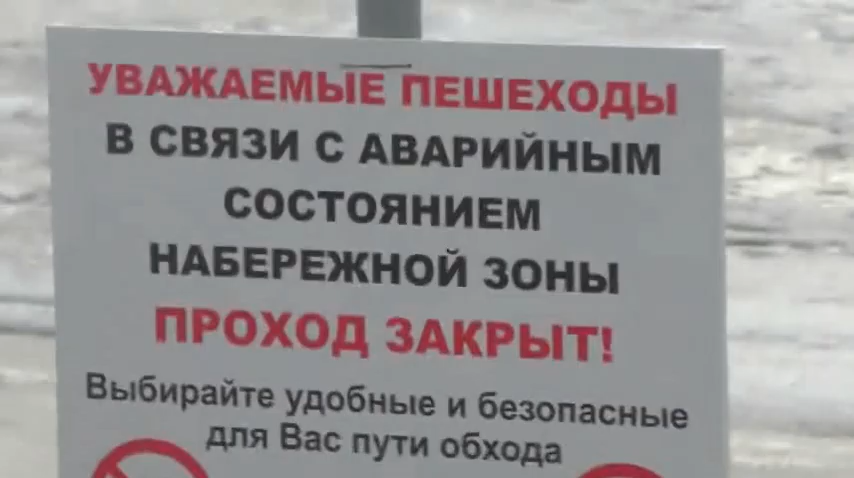 УВАЖАЕМЫЕ ПЕШЕХОДЫ
В СВЯЗИ С АВАРИЙНЫМ
СОСТОЯНИЕМ
НАБЕРЕЖНОЙ ЗОНЫ
ПРОХОД ЗАКРЫТ!
Выбирайте удобные и безопасные
для Вас пути обхода